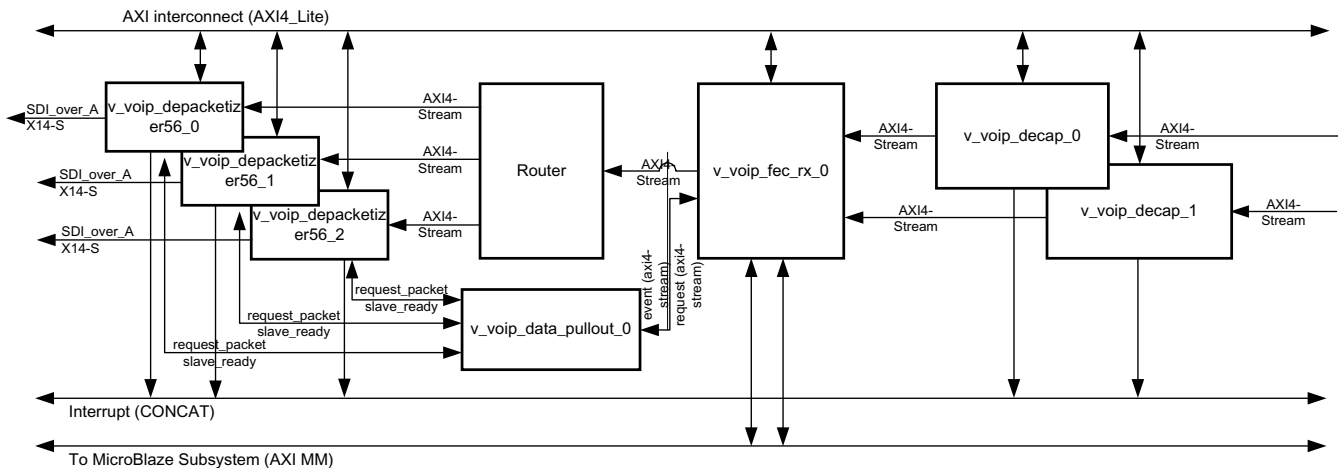 AXI interconnect (AXI4_Lite)
SDI_over_A
X14-S
v_voip_depacketiz
er56_0
AXI4-
Stream
SDI_over_A
X14-S
v_voip_depacketiz
er56_1
AXI4-
Stream
SDI_over_A
X14-S
v_voip_depacketiz
er56_2
AXI4-
Stream
Router
AXI4-
Stream
v_voip_fec_rx_0
AXI4-
Stream
v_voip_decap_0
AXI4-
Stream
AXI4-
Stream
v_voip_decap_1
AXI4-
Stream
request_packet
slave_ready
request_packet
slave_ready
request_packet
slave_ready
v_voip_data_pullout_0
event (axi4-
stream)
request (axi4-
stream)
Interrupt (CONCAT)
To MicroBlaze Subsystem (AXI MM)